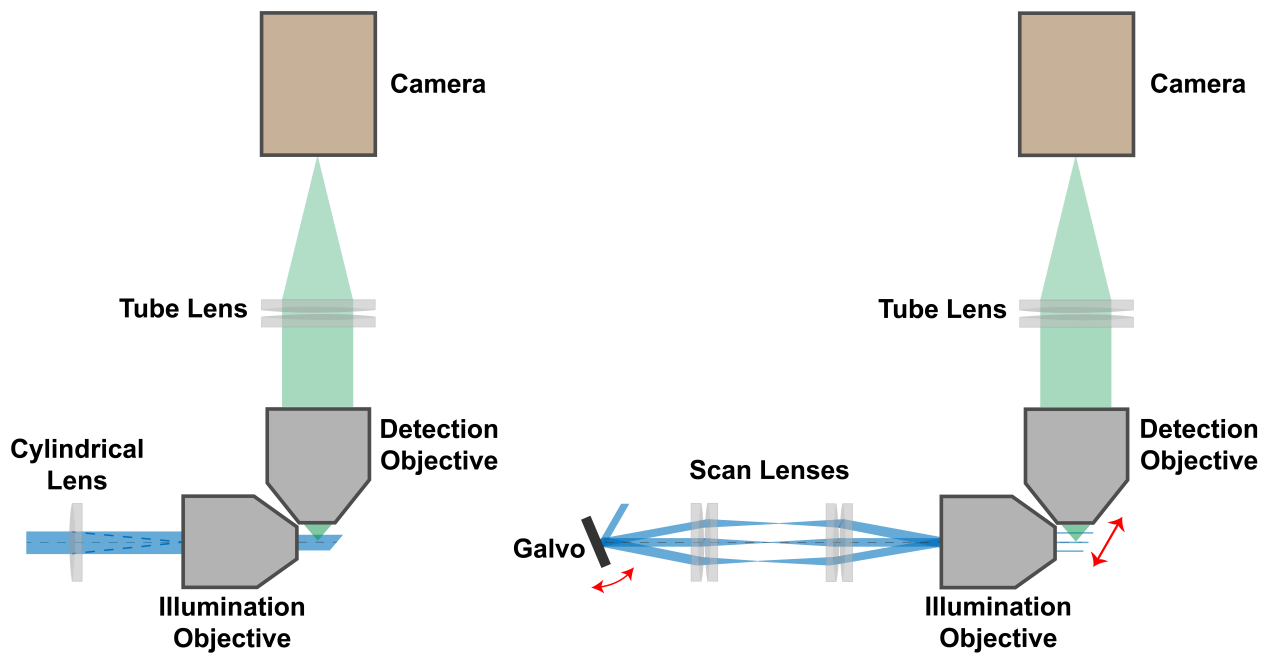 Camera
Tube Lens
Detection
Objective
Cylindrical
Lens
Illumination
Objective
Camera
Tube Lens
Detection
Objective
Scan Lenses
Galvo
Illumination
Objective